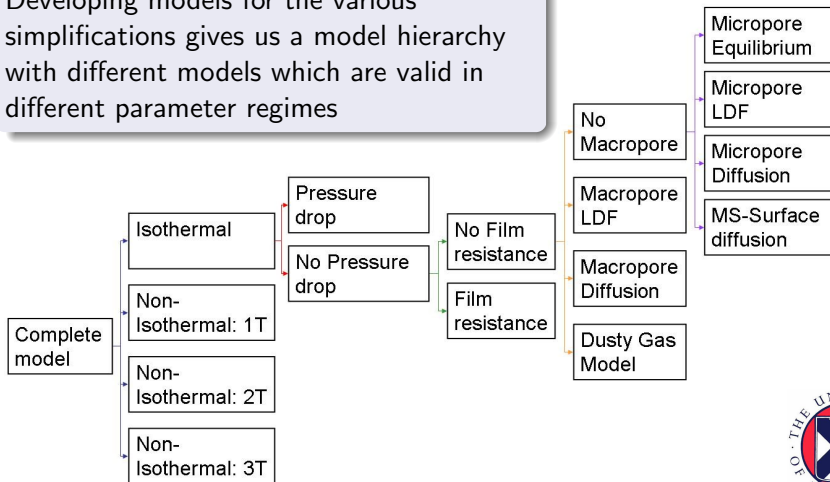 Developing models for the various
simplifications gives us a model hierarchy
with different models which are valid in
different parameter regimes
Complete
model
Isothermal
Non-
Isothermal: 1T
Non-
Isothermal: 2T
Non-
Isothermal: 3T
Pressure
drop
No Pressure
drop
No Film
resistance
Film
resistance
No
Macropore
Macropore
LDF
Macropore
Diffusion
Dusty Gas
Model
Micropore
Equilibrium
Micropore
LDF
Micropore
Diffusion
MS-Surface
diffusion
OF · THE UN